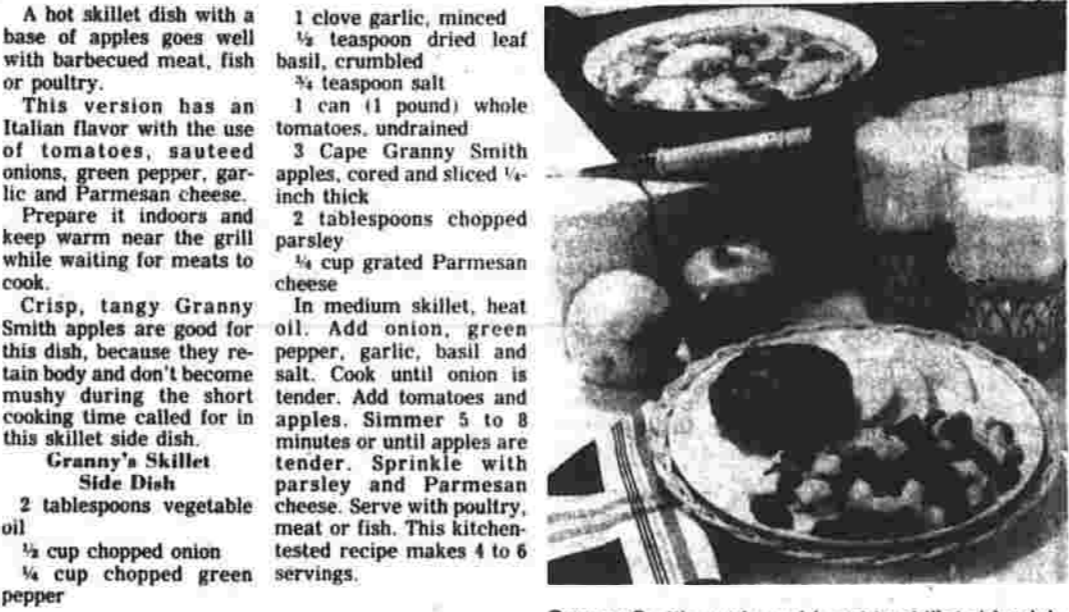 A hot skillet dish with a
base of apples goes well
with barbecued meat, fish
or poultry.
This version has an
Italian flavor with the use
of tomatoes, sauteed
onions, green pepper, gar-
lic and Parmesan cheese.
Prepare it indoors and
keep warm near the grill
while waiting for meats to
cook.
Crisp, tangy Granny
Smith apples are good for
this dish, because they re-
tain body and don't become
mushy during the short
cooking time called for in
this skillet side dish.
Granny's Skillet
Side Dish
2 tablespoons vegetable
oil
½ cup chopped onion
¼ cup chopped green
pepper
1 clove garlic, minced
½ teaspoon dried leaf
basil, crumbled
¾ teaspoon salt
1 can (1 pound) whole
tomatoes, undrained
3 Cape Granny Smith
apples, cored and sliced ¼-
inch thick
2 tablespoons chopped
parsley
¼ cup grated Parmesan
cheese
In medium skillet, heat
oil. Add onion, green
pepper, garlic, basil and
salt. Cook until onion is
tender. Add tomatoes and
apples. Simmer 5 to 8
minutes or until apples are
tender. Sprinkle with
parsley and Parmesan
cheese. Serve with poultry,
meat or fish. This kitchen-
tested recipe makes 4 to 6
servings.